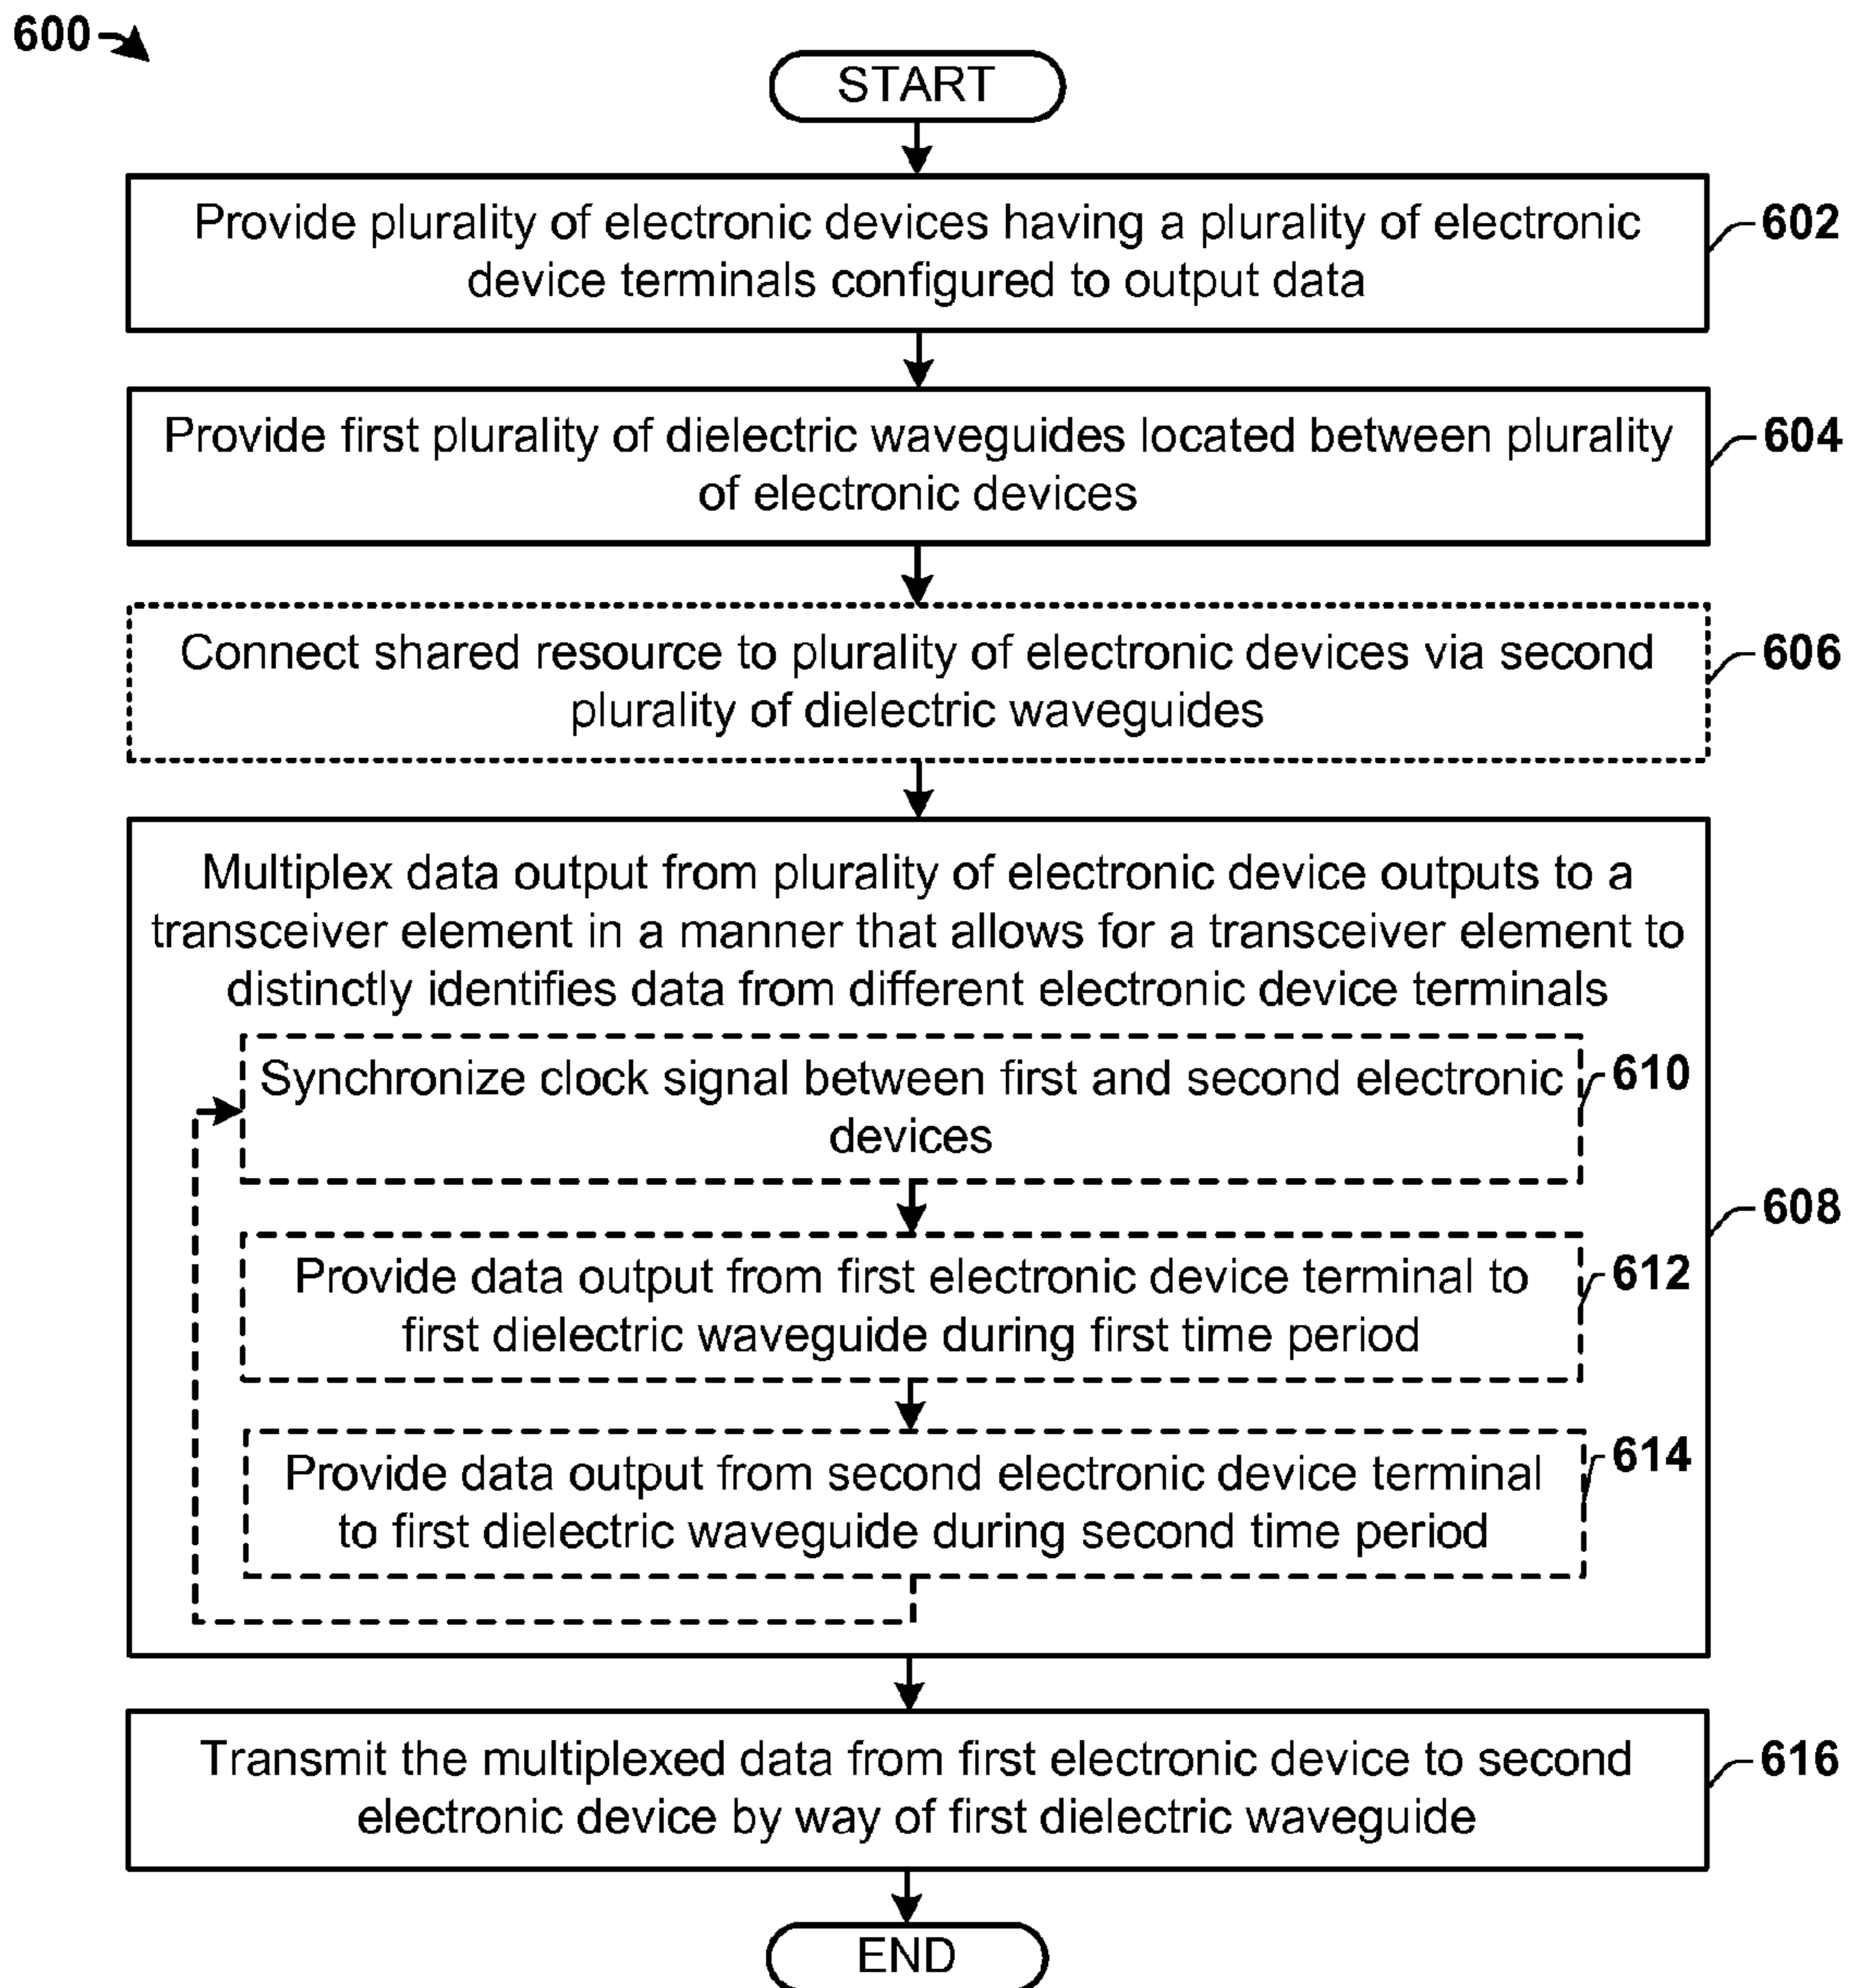 600
START
Provide plurality of electronic devices having a plurality of electronic
device terminals configured to output data
602
Provide first plurality of dielectric waveguides located between plurality
of electronic devices
604
Connect shared resource to plurality of electronic devices via second
plurality of dielectric waveguides
606
Multiplex data output from plurality of electronic device outputs to a
transceiver element in a manner that allows for a transceiver element to
distinctly identifies data from different electronic device terminals
608
Synchronize clock signal between first and second electronic
devices
610
Provide data output from first electronic device terminal to
first dielectric waveguide during first time period
612
Provide data output from second electronic device terminal
to first dielectric waveguide during second time period
614
Transmit the multiplexed data from first electronic device to second
electronic device by way of first dielectric waveguide
616
END